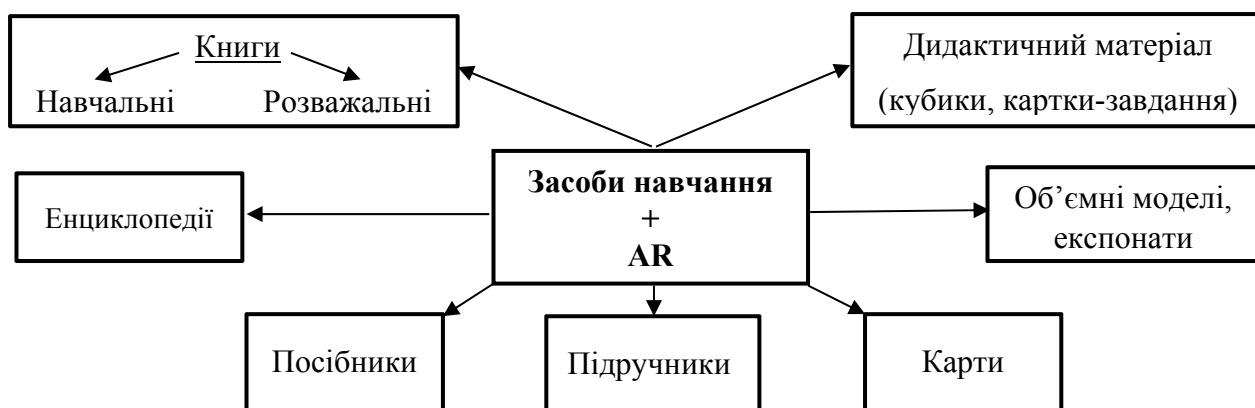 Книги
Навчальні Розважальні
Дидактичний матеріал
(кубики, картки-завдання)
Засоби навчання
+
AR
Енциклопедії
Об’ємні моделі,
експонати
Посібники
Підручники
Карти